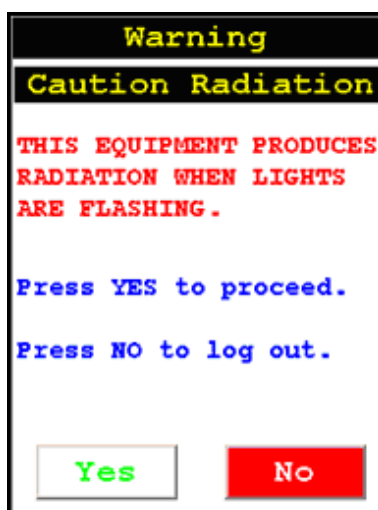 Warning
Caution Radiation
THIS EQUIPMENT PRODUCES
RADIATION WHEN LIGHTS
ARE FLASHING.
Press YES to proceed.
Press NO to log out.
Yes No